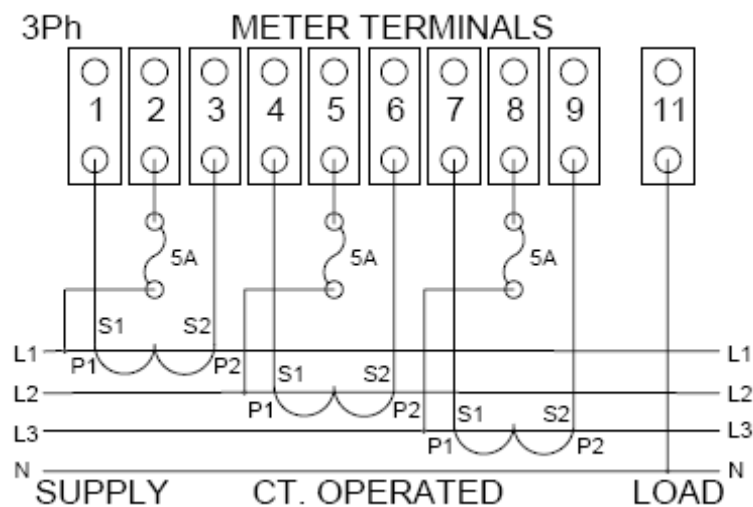 3Ph METER TERMINALS
1 2 3 4 5 6 7 8 9 11
5A 5A 5A
S1 S2
L1 P1 P2 L1
S1 S2
L2 P1 P2 L2
S1 S2
L3 P1 P2 L3
N N
SUPPLY CT. OPERATED LOAD